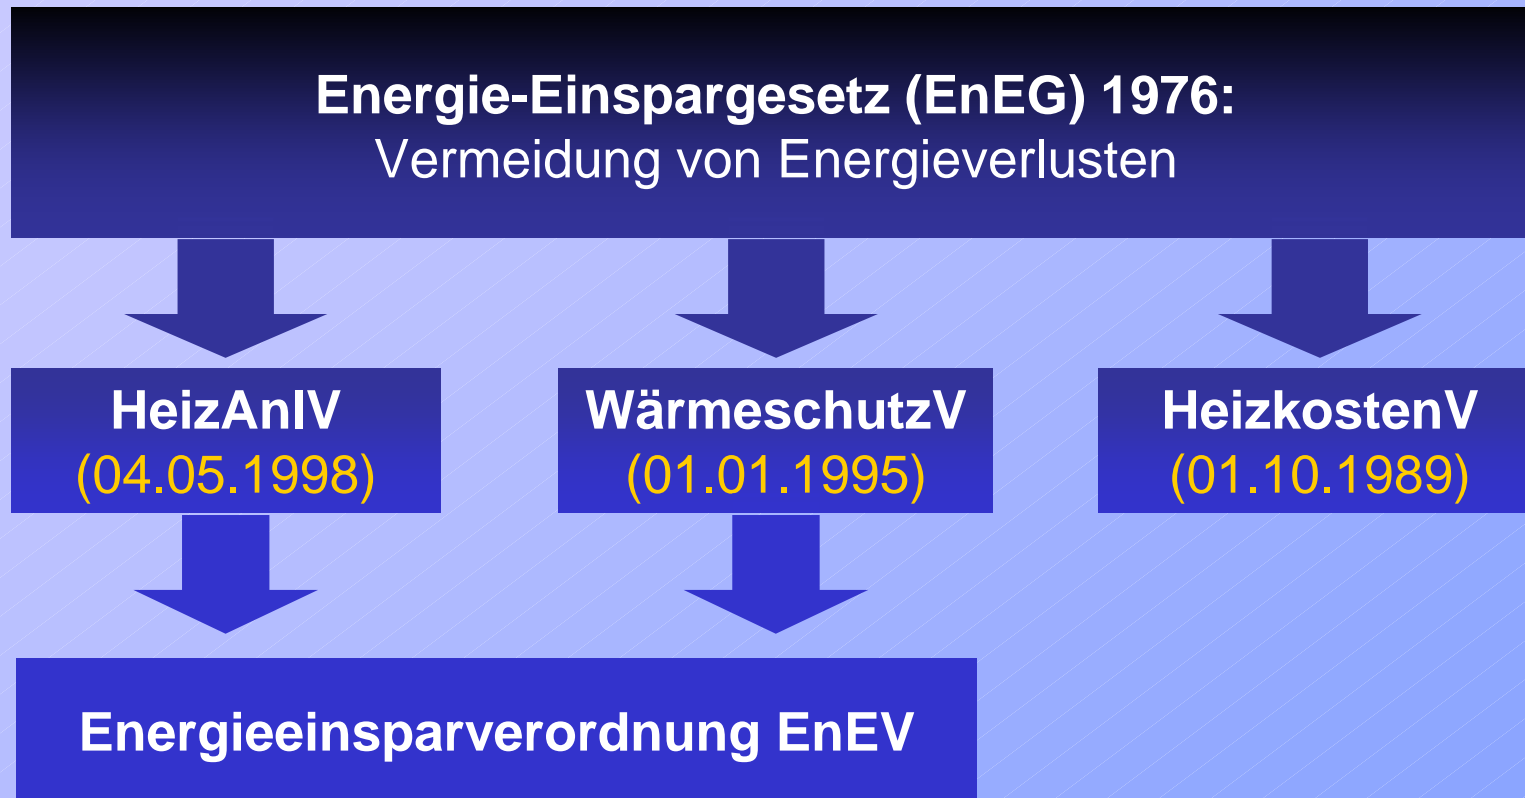 Energie-Einspargesetz (EnEG) 1976:
Vermeidung von Energieverlusten
HeizAnlV
(04.05.1998)
WärmeschutzV
(01.01.1995)
HeizkostenV
(01.10.1989)
Energieeinsparverordnung EnEV